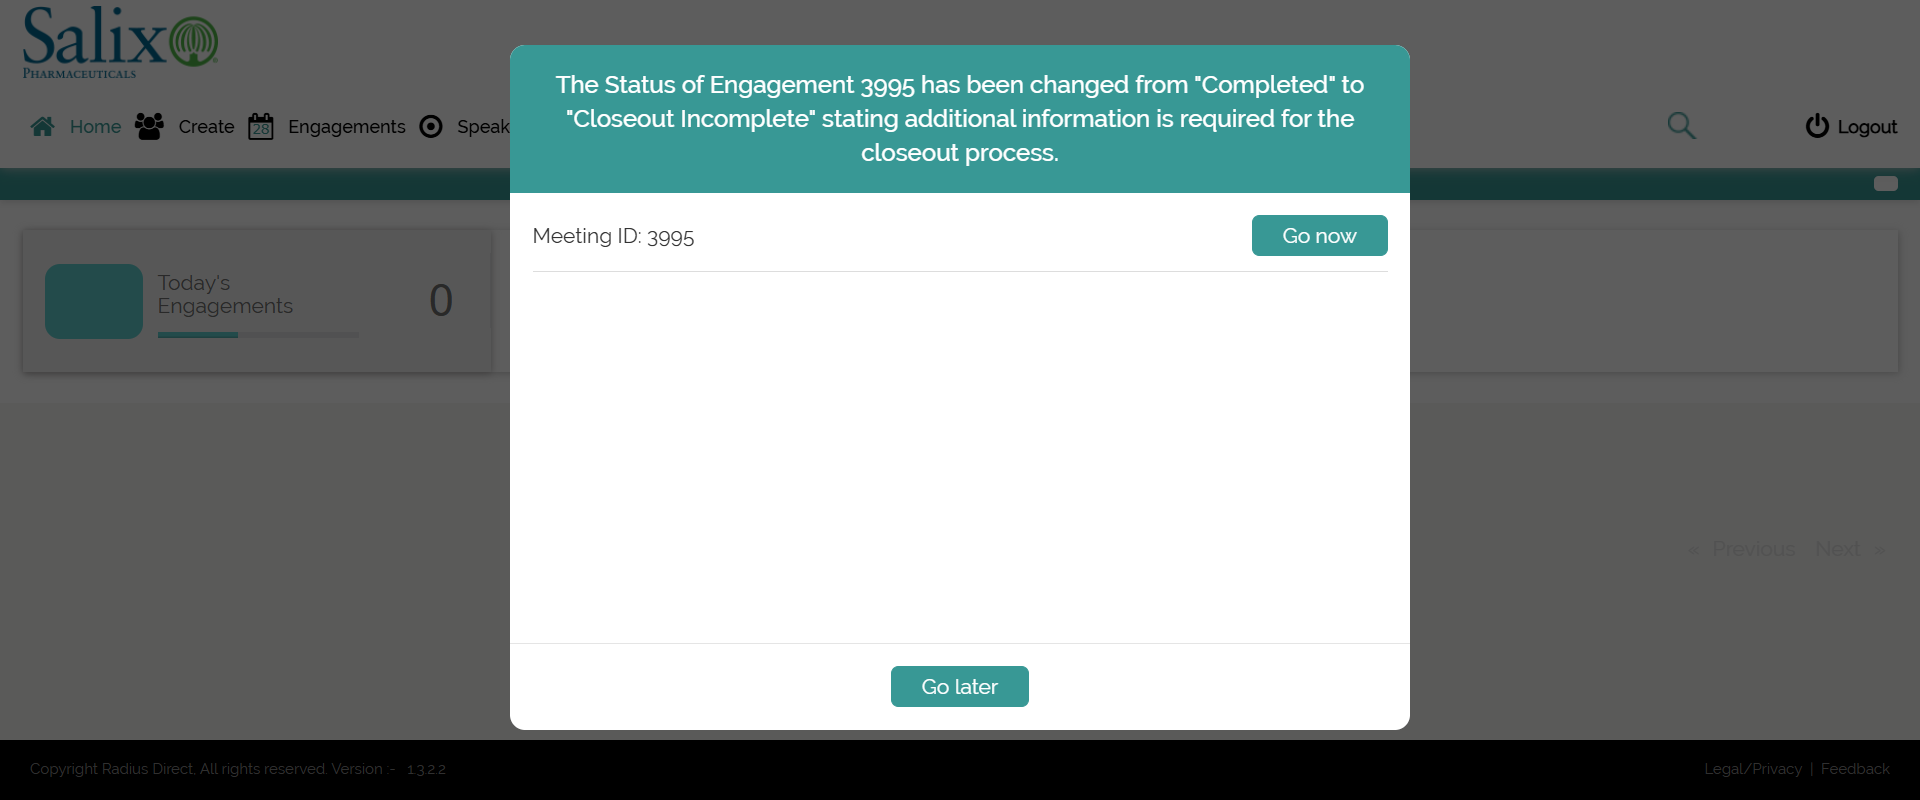 Salix
PHARMACEUTICALS
Home Create 28 Engagements Speak Logout
The Status of Engagement 3995 has been changed from "Completed" to
"Closeout Incomplete" stating additional information is required for the
closeout process.
Meeting ID: 3995 Go now
Today's
Engagements
0
« Previous Next »
Go later
Copyright Radius Direct. All rights reserved. Version :- 1.3.2.2 Legal/Privacy | Feedback